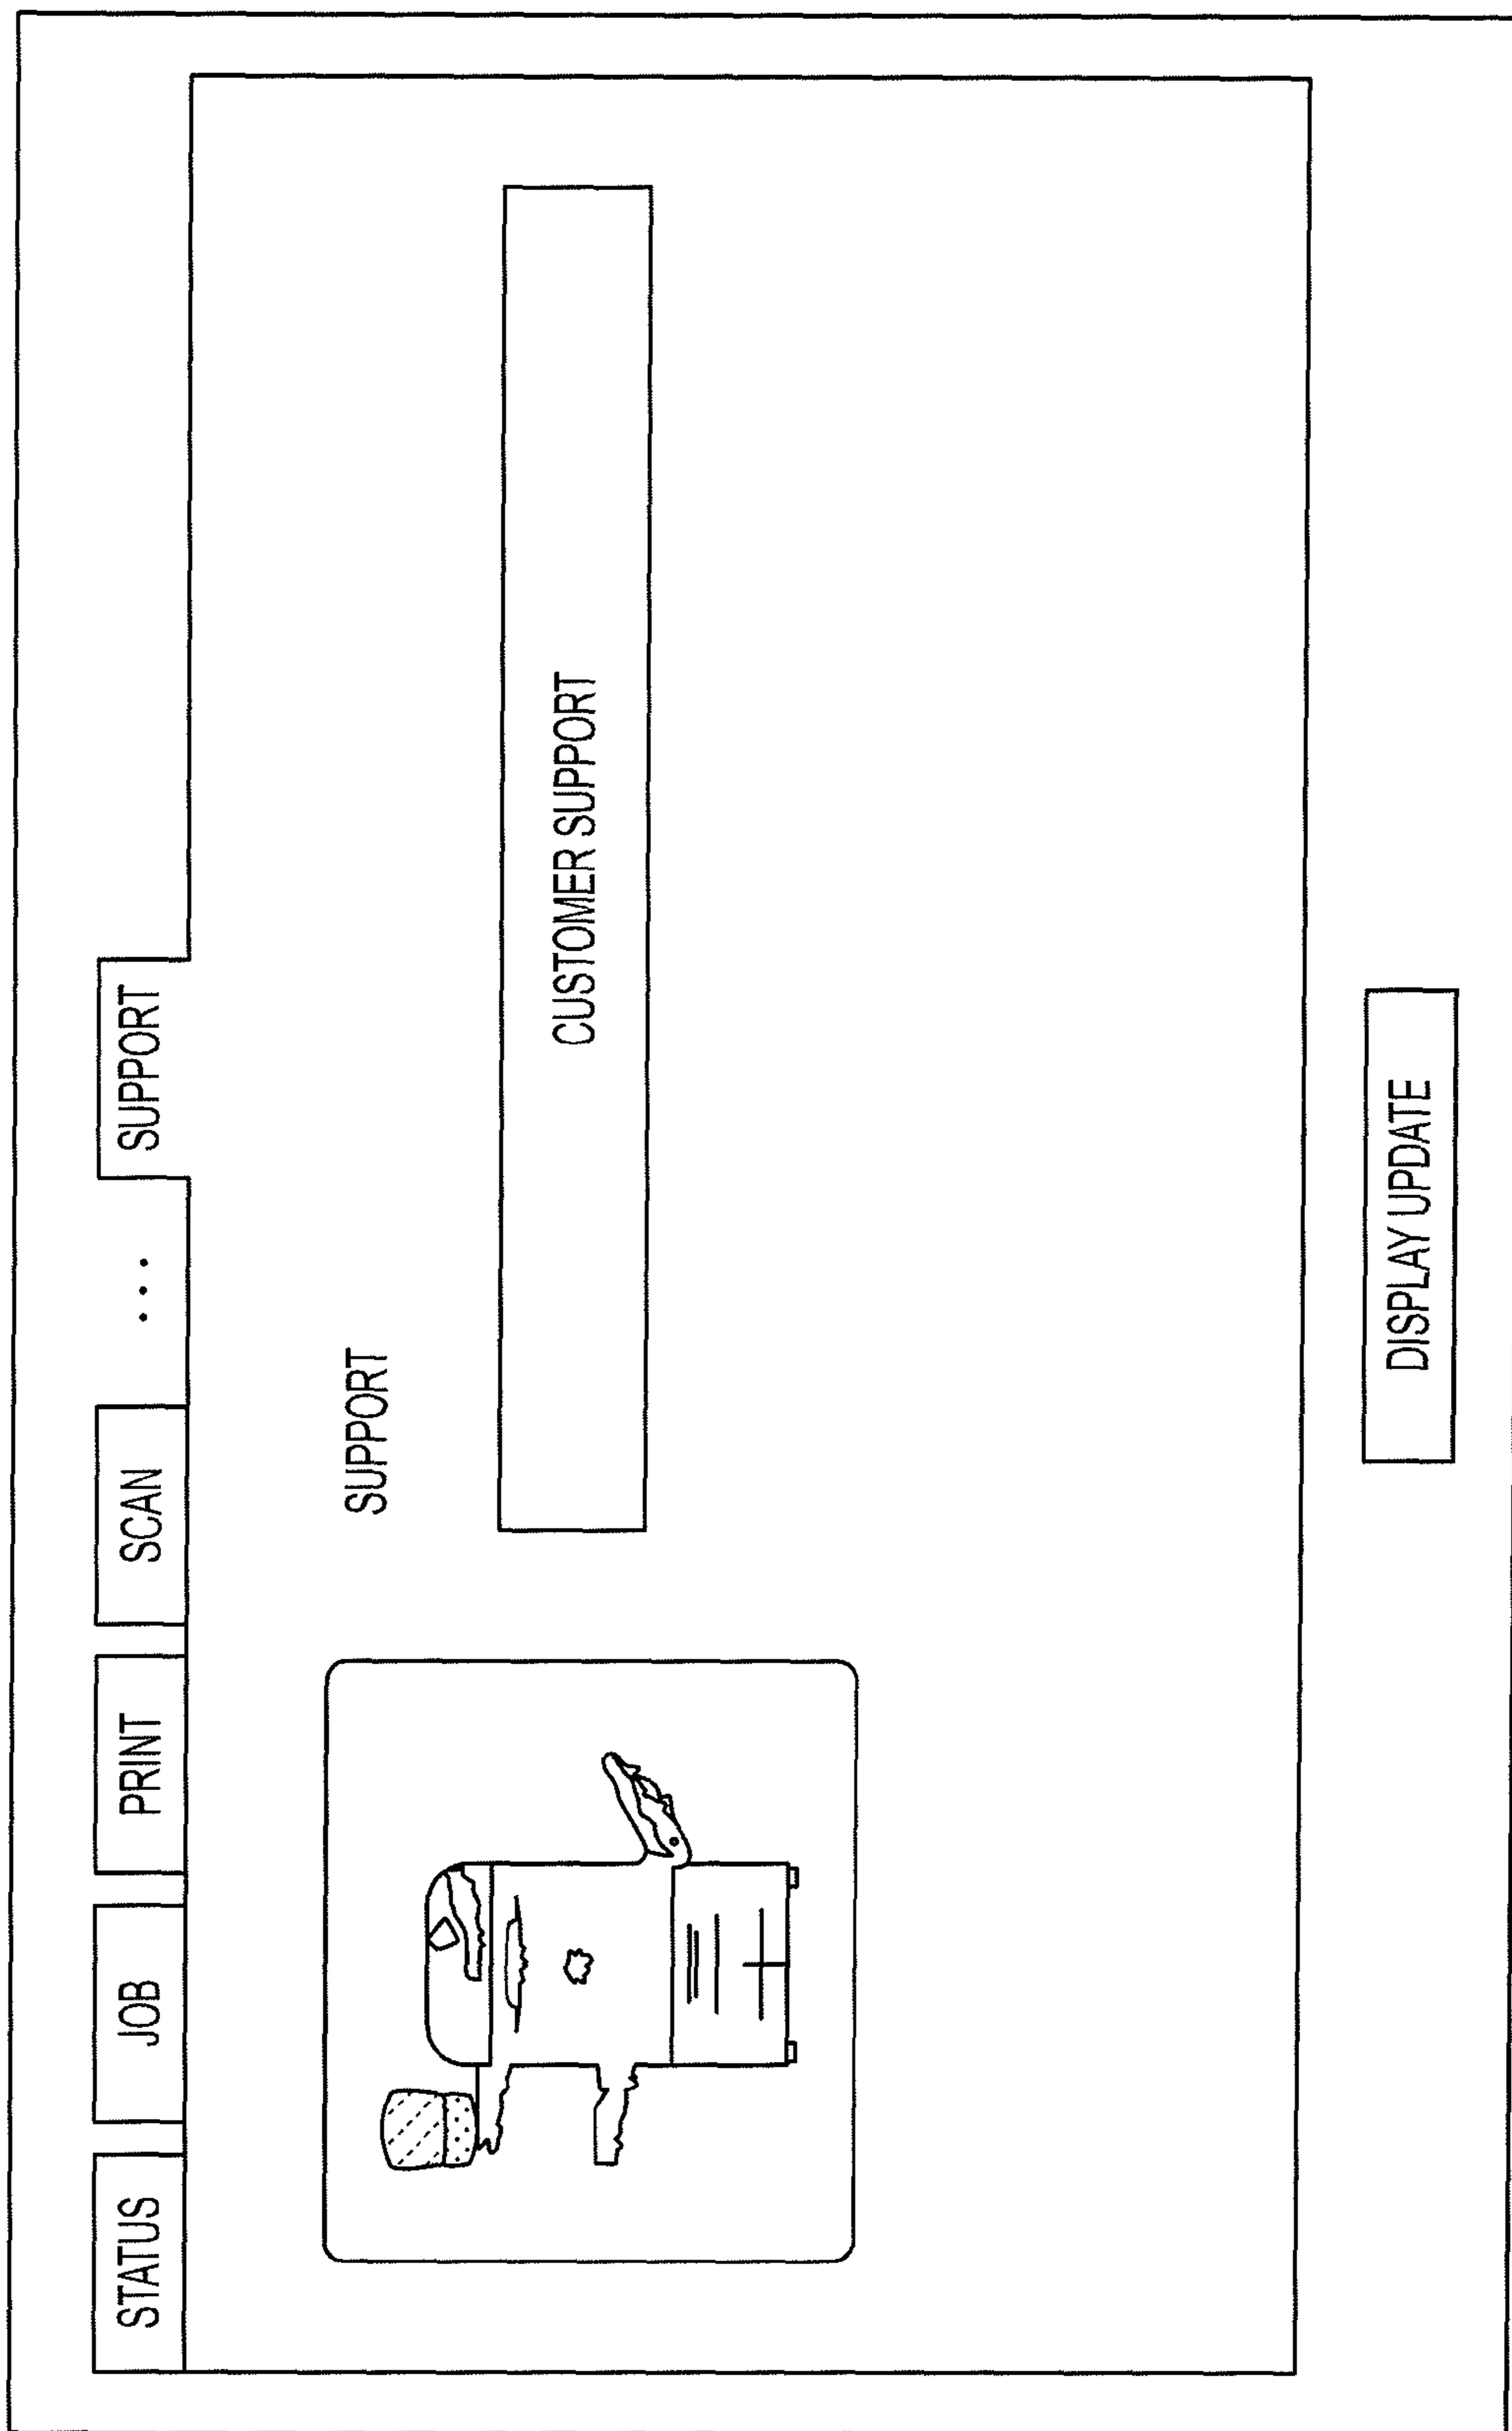 STATUS
JOB
PRINT
SCAN
...
SUPPORT
SUPPORT
CUSTOMER SUPPORT
DISPLAY UPDATE